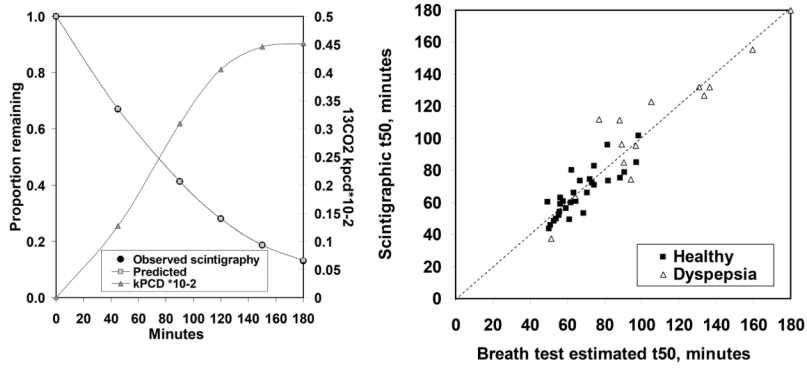 1.0
0.8
0.6
0.4
0.2
0.0
Proportion remaining
0.5
0.45
0.4
0.35
0.3
0.25
0.2
0.15
0.1
0.05
0
13CO2 kpcd*10-2
Observed scintigraphy
Predicted
kPCD *10-2
0 20 40 60 80 100 120 140 160 180
Minutes
180
160
140
120
100
80
60
40
20
0
Scintigraphic t50, minutes
Healthy
Dyspepsia
0 20 40 60 80 100 120 140 160 180
Breath test estimated t50, minutes